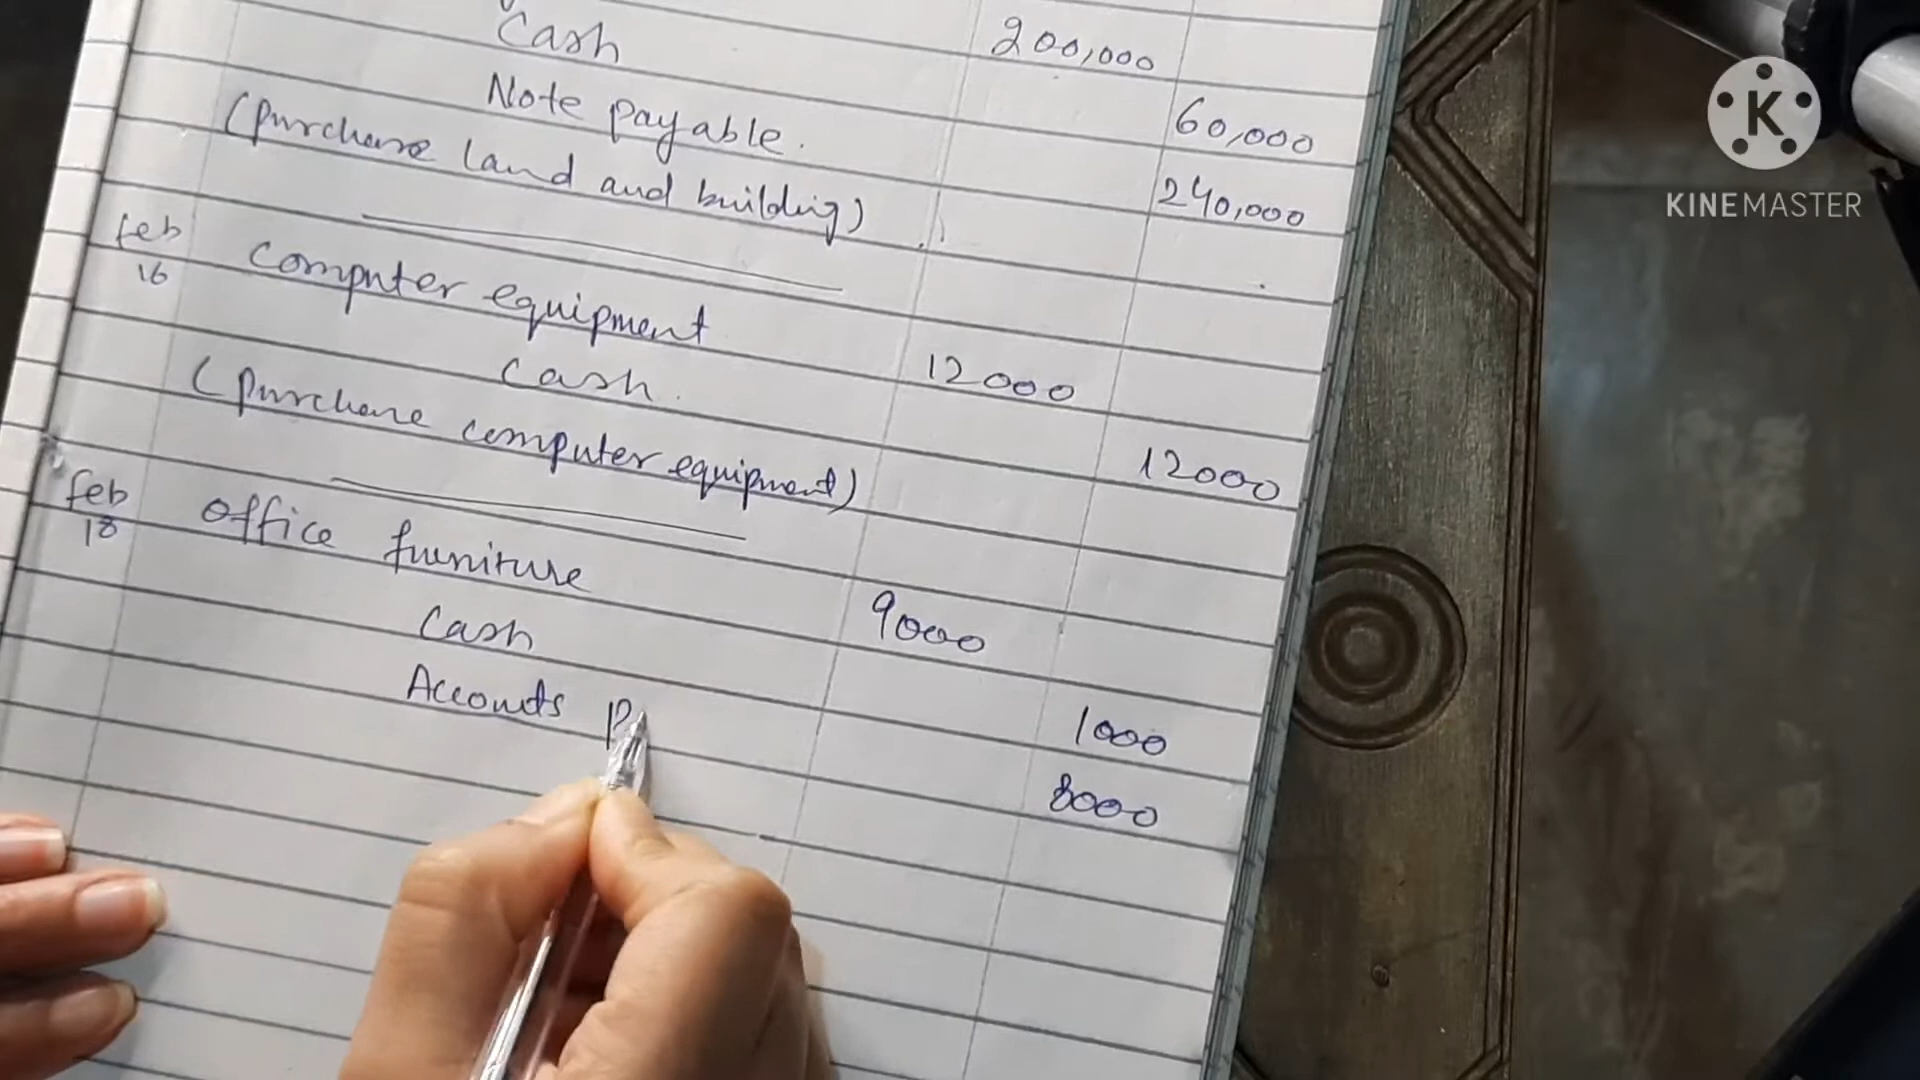 Cash 200,000
Note payable. 60,000
(purchase land and building) 240,000
feb 16 Computer equipment
Cash. 12000
(purchase computer equipment) 12000
feb 18 office furniture
Cash 9000
Accounts P 1000
8000
K
KINEMASTER